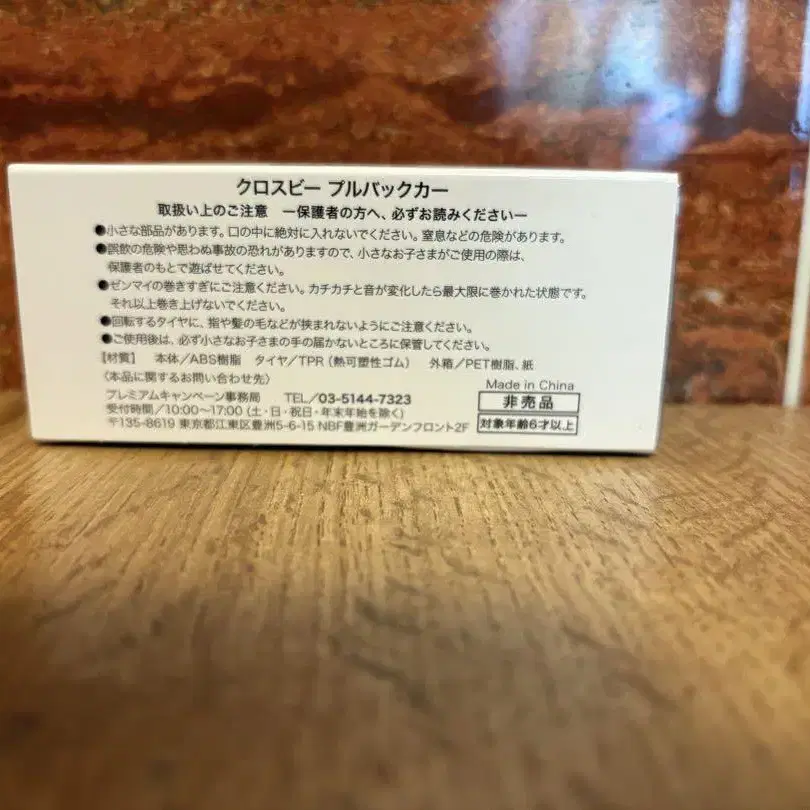 クロスビー プルバックカー
取扱い上のご注意 ー保護者の方へ、必ずお読みくださいー
●小さな部品があります。口の中に絶対に入れないでください。窒息などの危険があります。
●誤飲の危険や思わぬ事故の恐れがありますので、小さなお子さまがご使用の際は、
保護者のもとで遊ばせてください。
●ゼンマイの巻きすぎにご注意ください。カチカチと音が変化したら最大限に巻かれた状態です。
それ以上巻き上げないでください。
●回転するタイヤに、指や髪の毛などが挟まれないようにご注意ください。
●ご使用後は、必ず小さなお子さまの手の届かないところに保管してください。
【材質】 本体/ABS樹脂 タイヤ/TPR(熱可塑性ゴム) 外箱/PET樹脂、紙
〈本品に関するお問い合わせ先〉
Made in China
プレミアムキャンペーン事務局 TEL/03-5144-7323
非売品
受付時間/10:00〜17:00(土・日・祝日・年末年始を除く)
〒135-8619 東京都江東区豊洲5-6-15 NBF豊洲ガーデンフロント2F
対象年齢6才以上